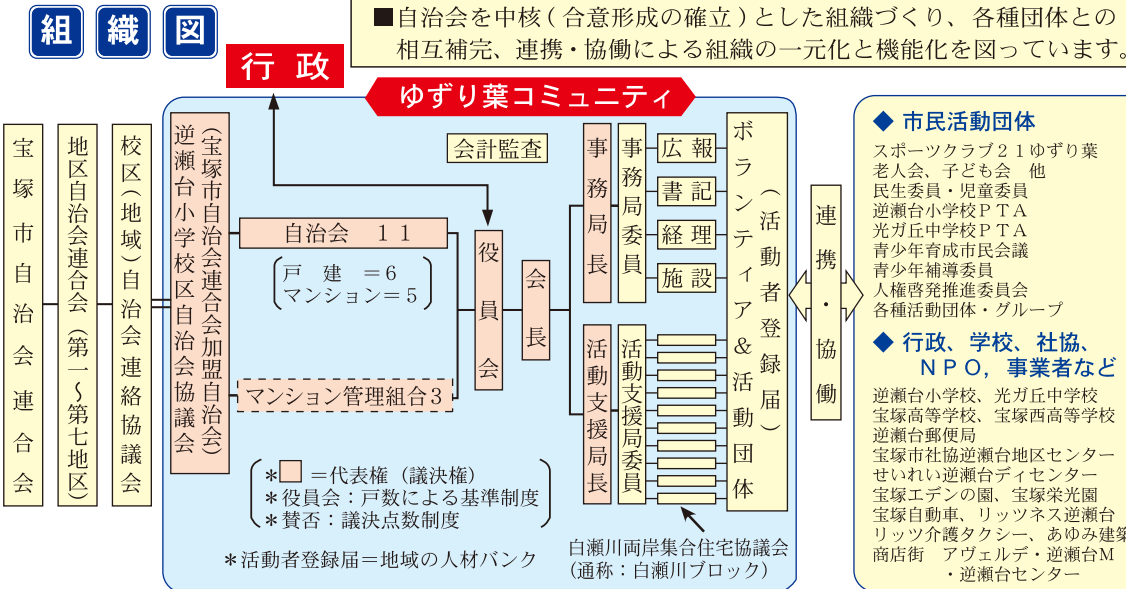 組織図
■自治会を中核(合意形成の確立)とした組織づくり、各種団体との
相互補完、連携・協働による組織の一元化と機能化を図っています。
行政
ゆずり葉コミュニティ
宝塚市自治会連合会
地区自治会連合会(第一〜第七地区)
校区(地域)自治会連絡協議会
(宝塚市自治会連合会加盟自治会)
逆瀬台小学校区自治会協議会
自治会 11
戸建=6
マンション=5
マンション管理組合3
会計監査
役員会
会長
事務局長
事務局委員
広報
書記
経理
施設
活動支援局長
活動支援局委員
(活動者登録届)
ボランティア&活動団体
*□=代表権(議決権)
*役員会:戸数による基準制度
*賛否:議決点数制度
*活動者登録届=地域の人材バンク
白瀬川両岸集合住宅協議会
(通称:白瀬川ブロック)
連携・協働
◆ 市民活動団体
スポーツクラブ21ゆずり葉
老人会、子ども会 他
民生委員・児童委員
逆瀬台小学校PTA
光ガ丘中学校PTA
青少年育成市民会議
青少年補導委員
人権啓発推進委員会
各種活動団体・グループ
◆ 行政、学校、社協、
NPO,事業者など
逆瀬台小学校、光ガ丘中学校
宝塚高等学校、宝塚西高等学校
逆瀬台郵便局
宝塚市社協逆瀬台地区センター
せいれい逆瀬台ディセンター
宝塚エデンの園、宝塚栄光園
宝塚自動車、リッツネス逆瀬台
リッツ介護タクシー、あゆみ建築
商店街 アヴェルデ・逆瀬台M
・逆瀬台センター